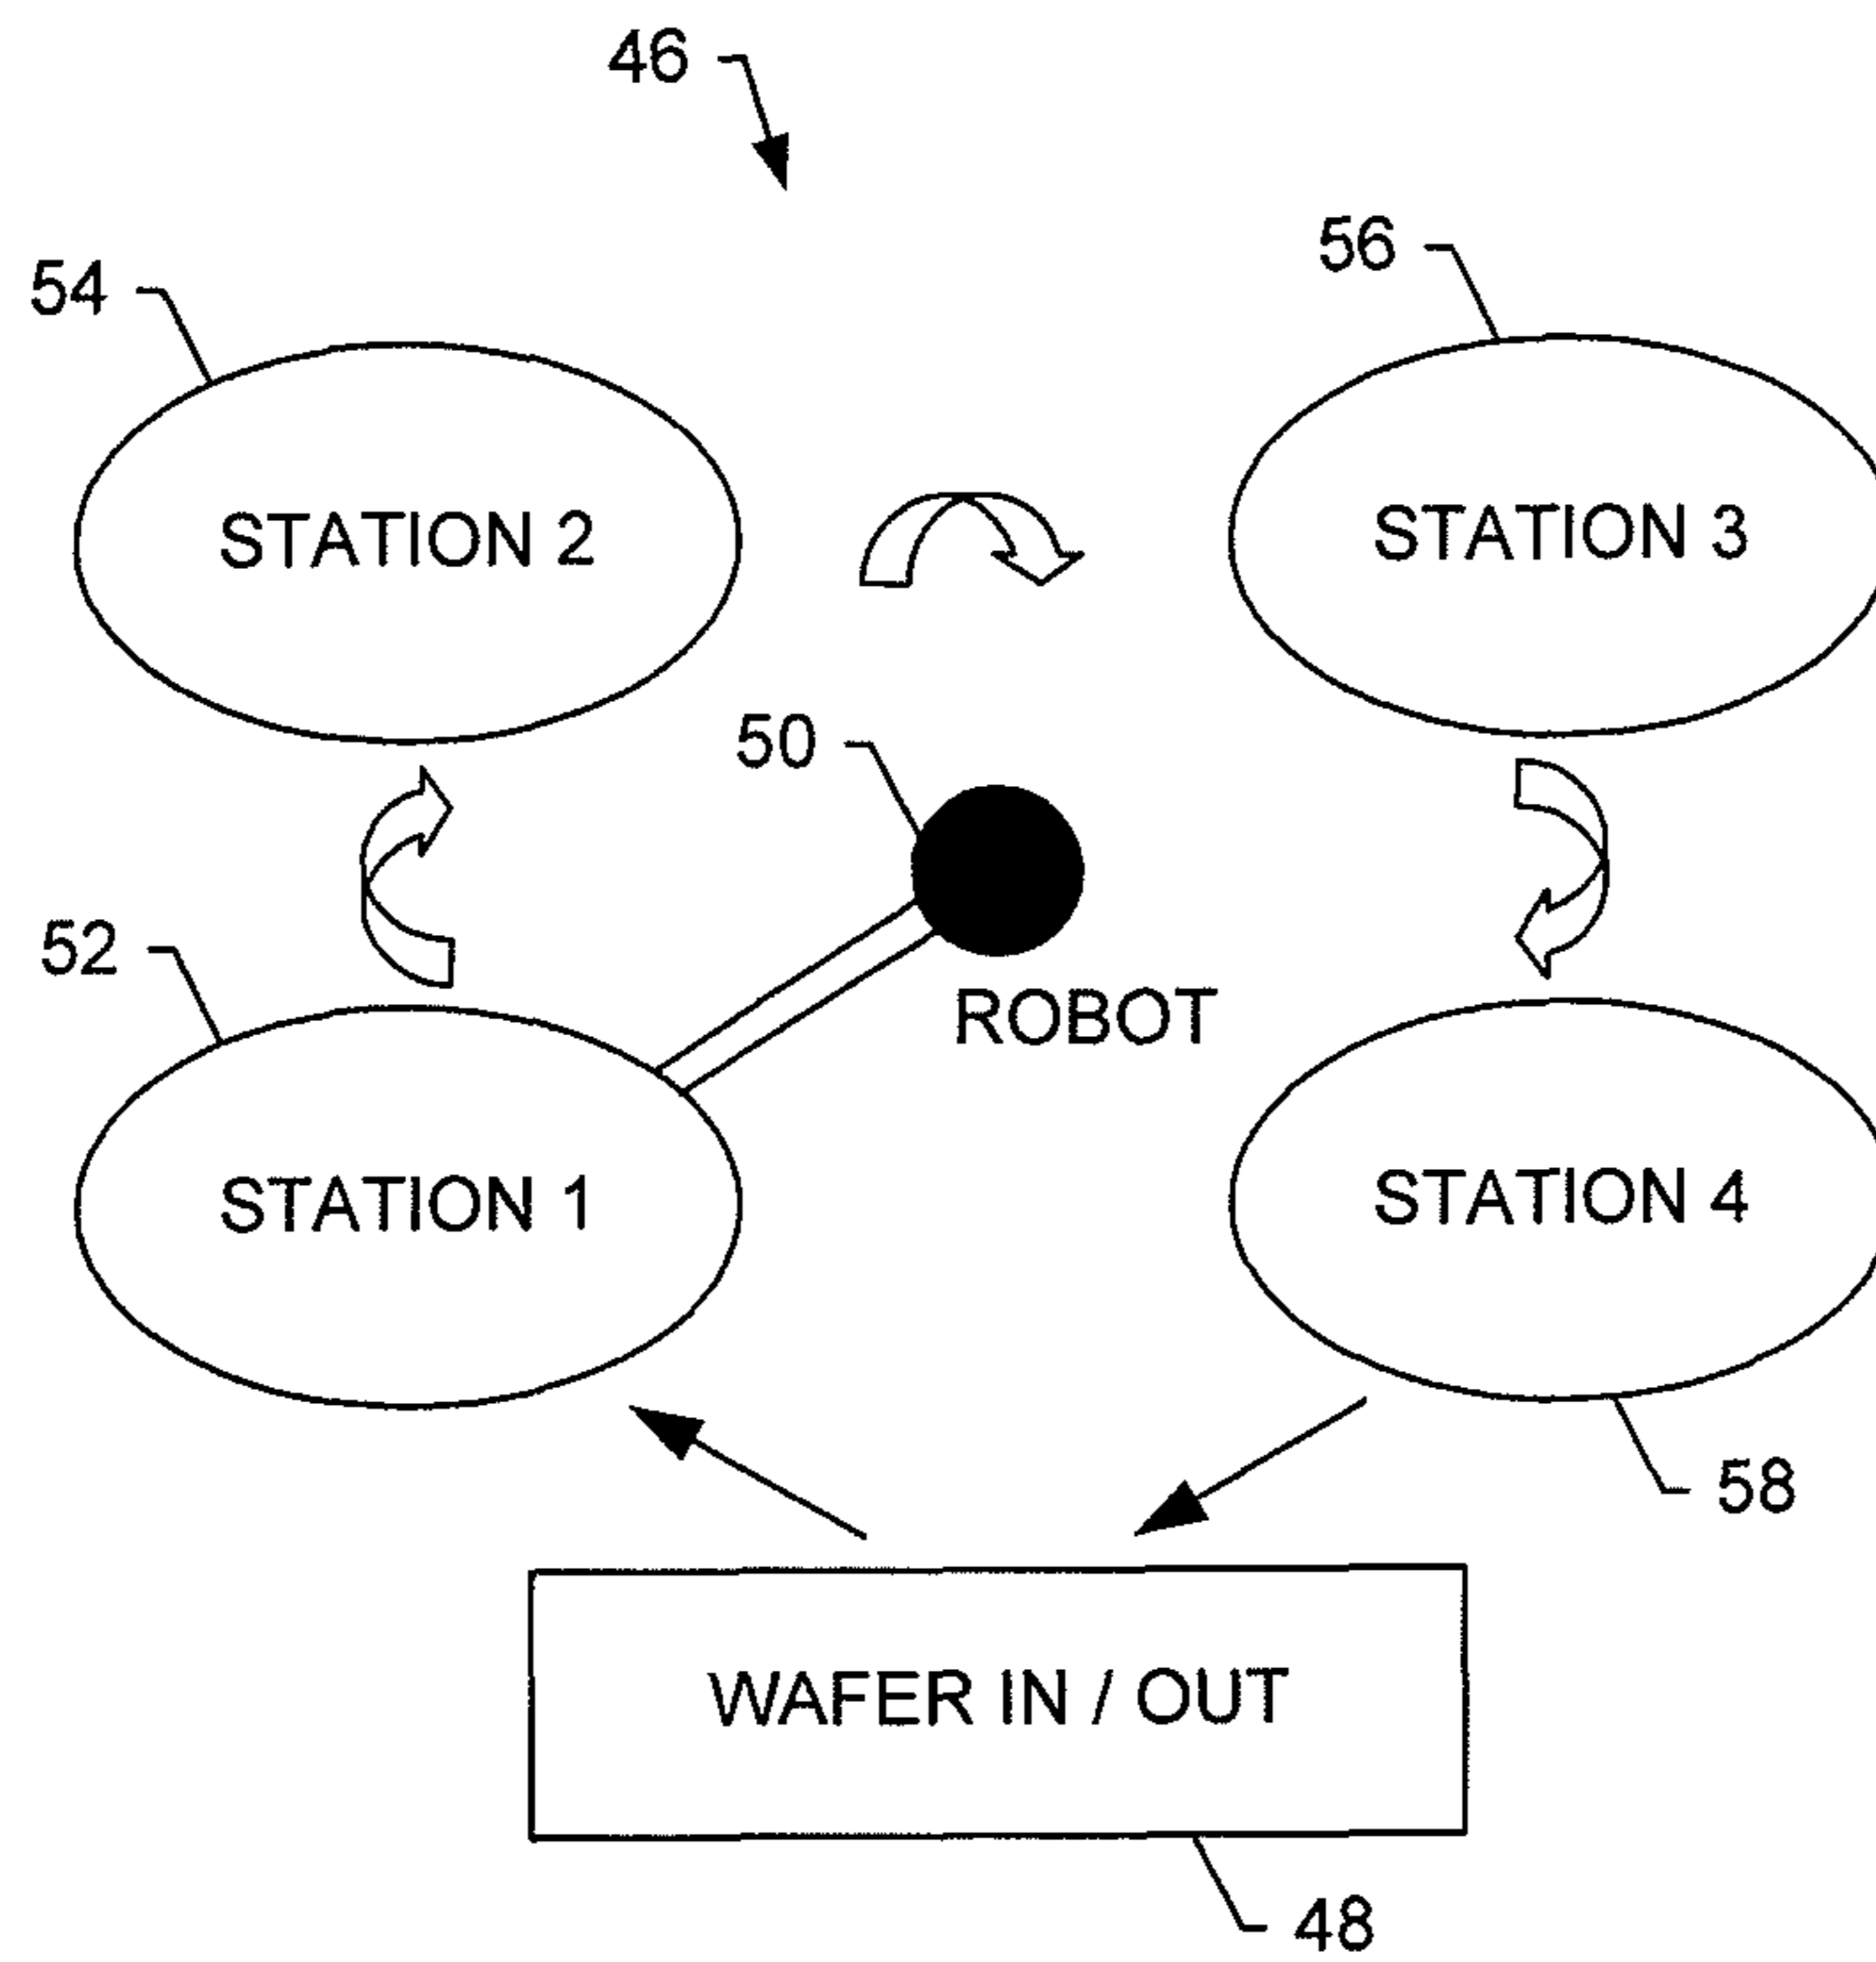 46
56
54
STATION 2
STATION 3
50
52
ROBOT
STATION 1
STATION 4
58
WAFER IN / OUT
48